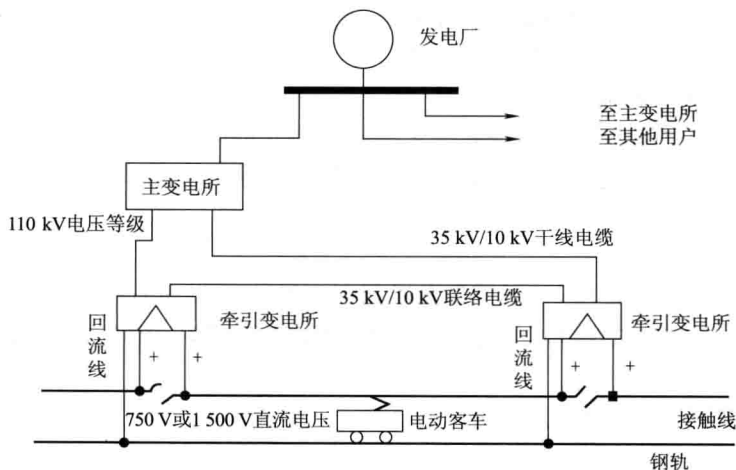 发电厂
至主变电所
至其他用户
主变电所
110 kV电压等级
35 kV/10 kV干线电缆
35 kV/10 kV联络电缆
回流线
+
+
牵引变电所
回流线
+
+
牵引变电所
750 V或1 500 V直流电压
电动客车
接触线
钢轨